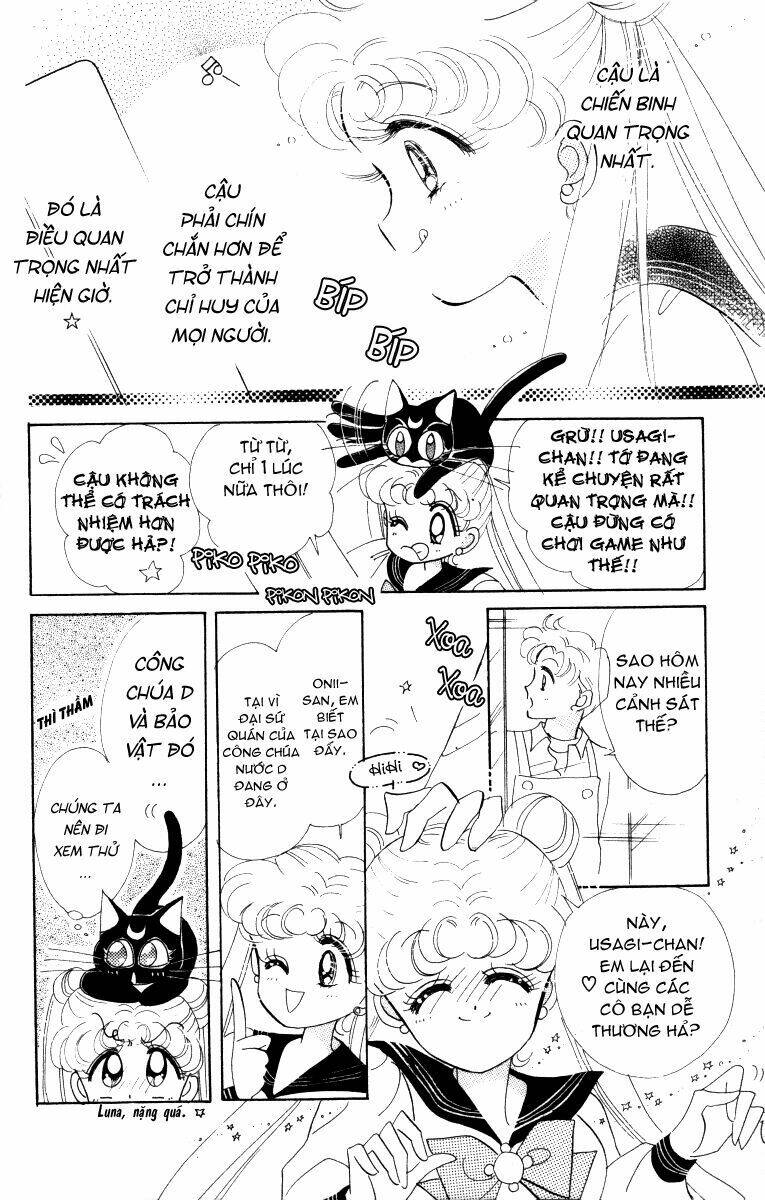 CẬU LÀ
CHIẾN BINH
QUAN TRỌNG
NHẤT.
CẬU
PHẢI CHÍN
CHẮN HƠN ĐỂ
TRỞ THÀNH
CHỈ HUY CỦA
MỌI NGƯỜI.
ĐÓ LÀ
ĐIỀU QUAN
TRỌNG NHẤT
HIỆN GIỜ.
BÍP
BÍP
GRỪ!! USAGI-
CHAN!! TỚ ĐANG
KỂ CHUYỆN RẤT
QUAN TRỌNG MÀ!!
CẬU ĐỪNG CÓ
CHƠI GAME NHƯ
THẾ!!
TỪ TỪ,
CHỈ 1 LÚC
NỮA THÔI!
CẬU KHÔNG
THỂ CÓ TRÁCH
NHIỆM HƠN
ĐƯỢC HẢ?!
PIKO PIKO
PIKON PIKON
SAO HÔM
NAY NHIỀU
CẢNH SÁT
THẾ?
XOA
XOA
HIHI ♡
NÀY,
USAGI-CHAN!
EM LẠI ĐẾN
♡ CÙNG CÁC
CÔ BẠN DỄ
THƯƠNG HẢ?
ONII-
SAN, EM
BIẾT
TẠI SAO
ĐẤY.
TẠI VÌ
ĐẠI SỨ
QUÁN CỦA
CÔNG CHÚA
NƯỚC D
ĐANG Ở
ĐÂY.
CÔNG
CHÚA D
VÀ BẢO
VẬT ĐÓ
...
THÌ THẦM
CHÚNG TA
NÊN ĐI
XEM THỬ
...
Luna, nặng quá. ☆